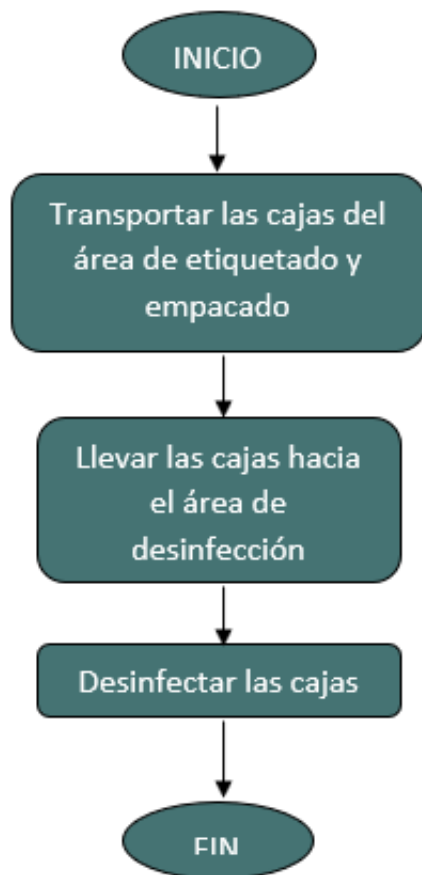 INICIO
Transportar las cajas del
área de etiquetado y
empacado
Llevar las cajas hacia
el área de
desinfección
Desinfectar las cajas
FIN